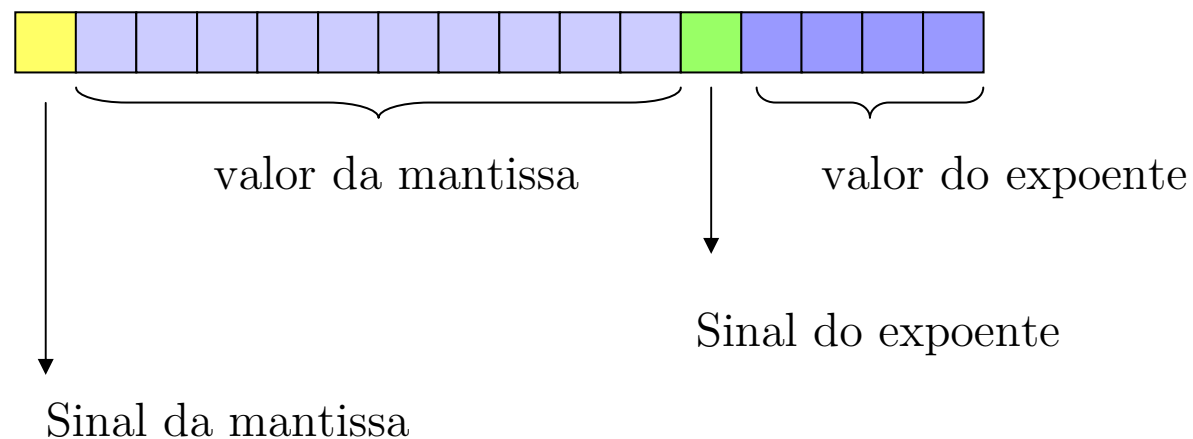 valor da mantissa
valor do expoente
Sinal do expoente
Sinal da mantissa